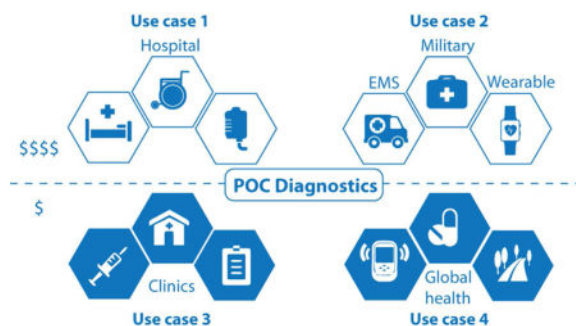 Use case 1
Hospital
Use case 2
Military
EMS
Wearable
$$$$
POC Diagnostics
$
Clinics
Use case 3
Global
health
Use case 4